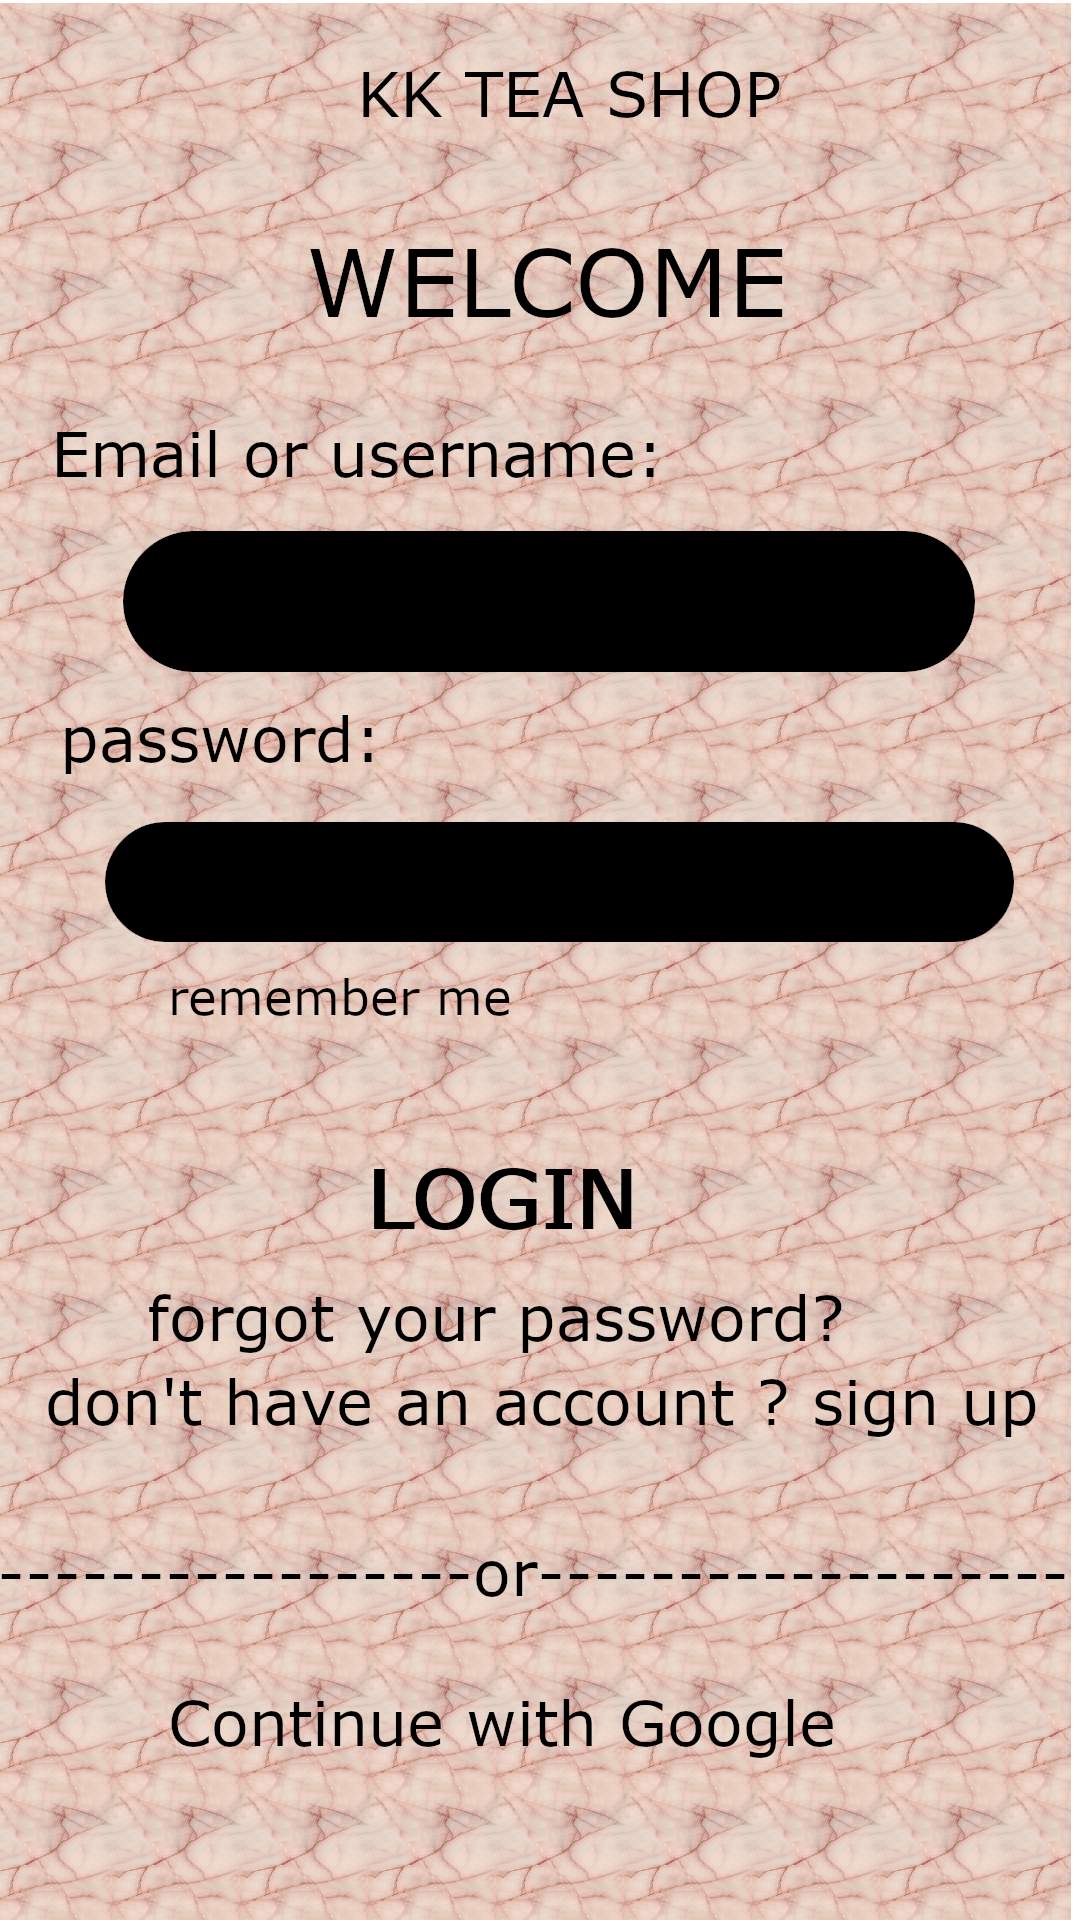 KK TEA SHOP
WELCOME
Email or username:
password:
remember me
LOGIN
forgot your password?
don't have an account ? sign up
-----------------or-------------------
Continue with Google